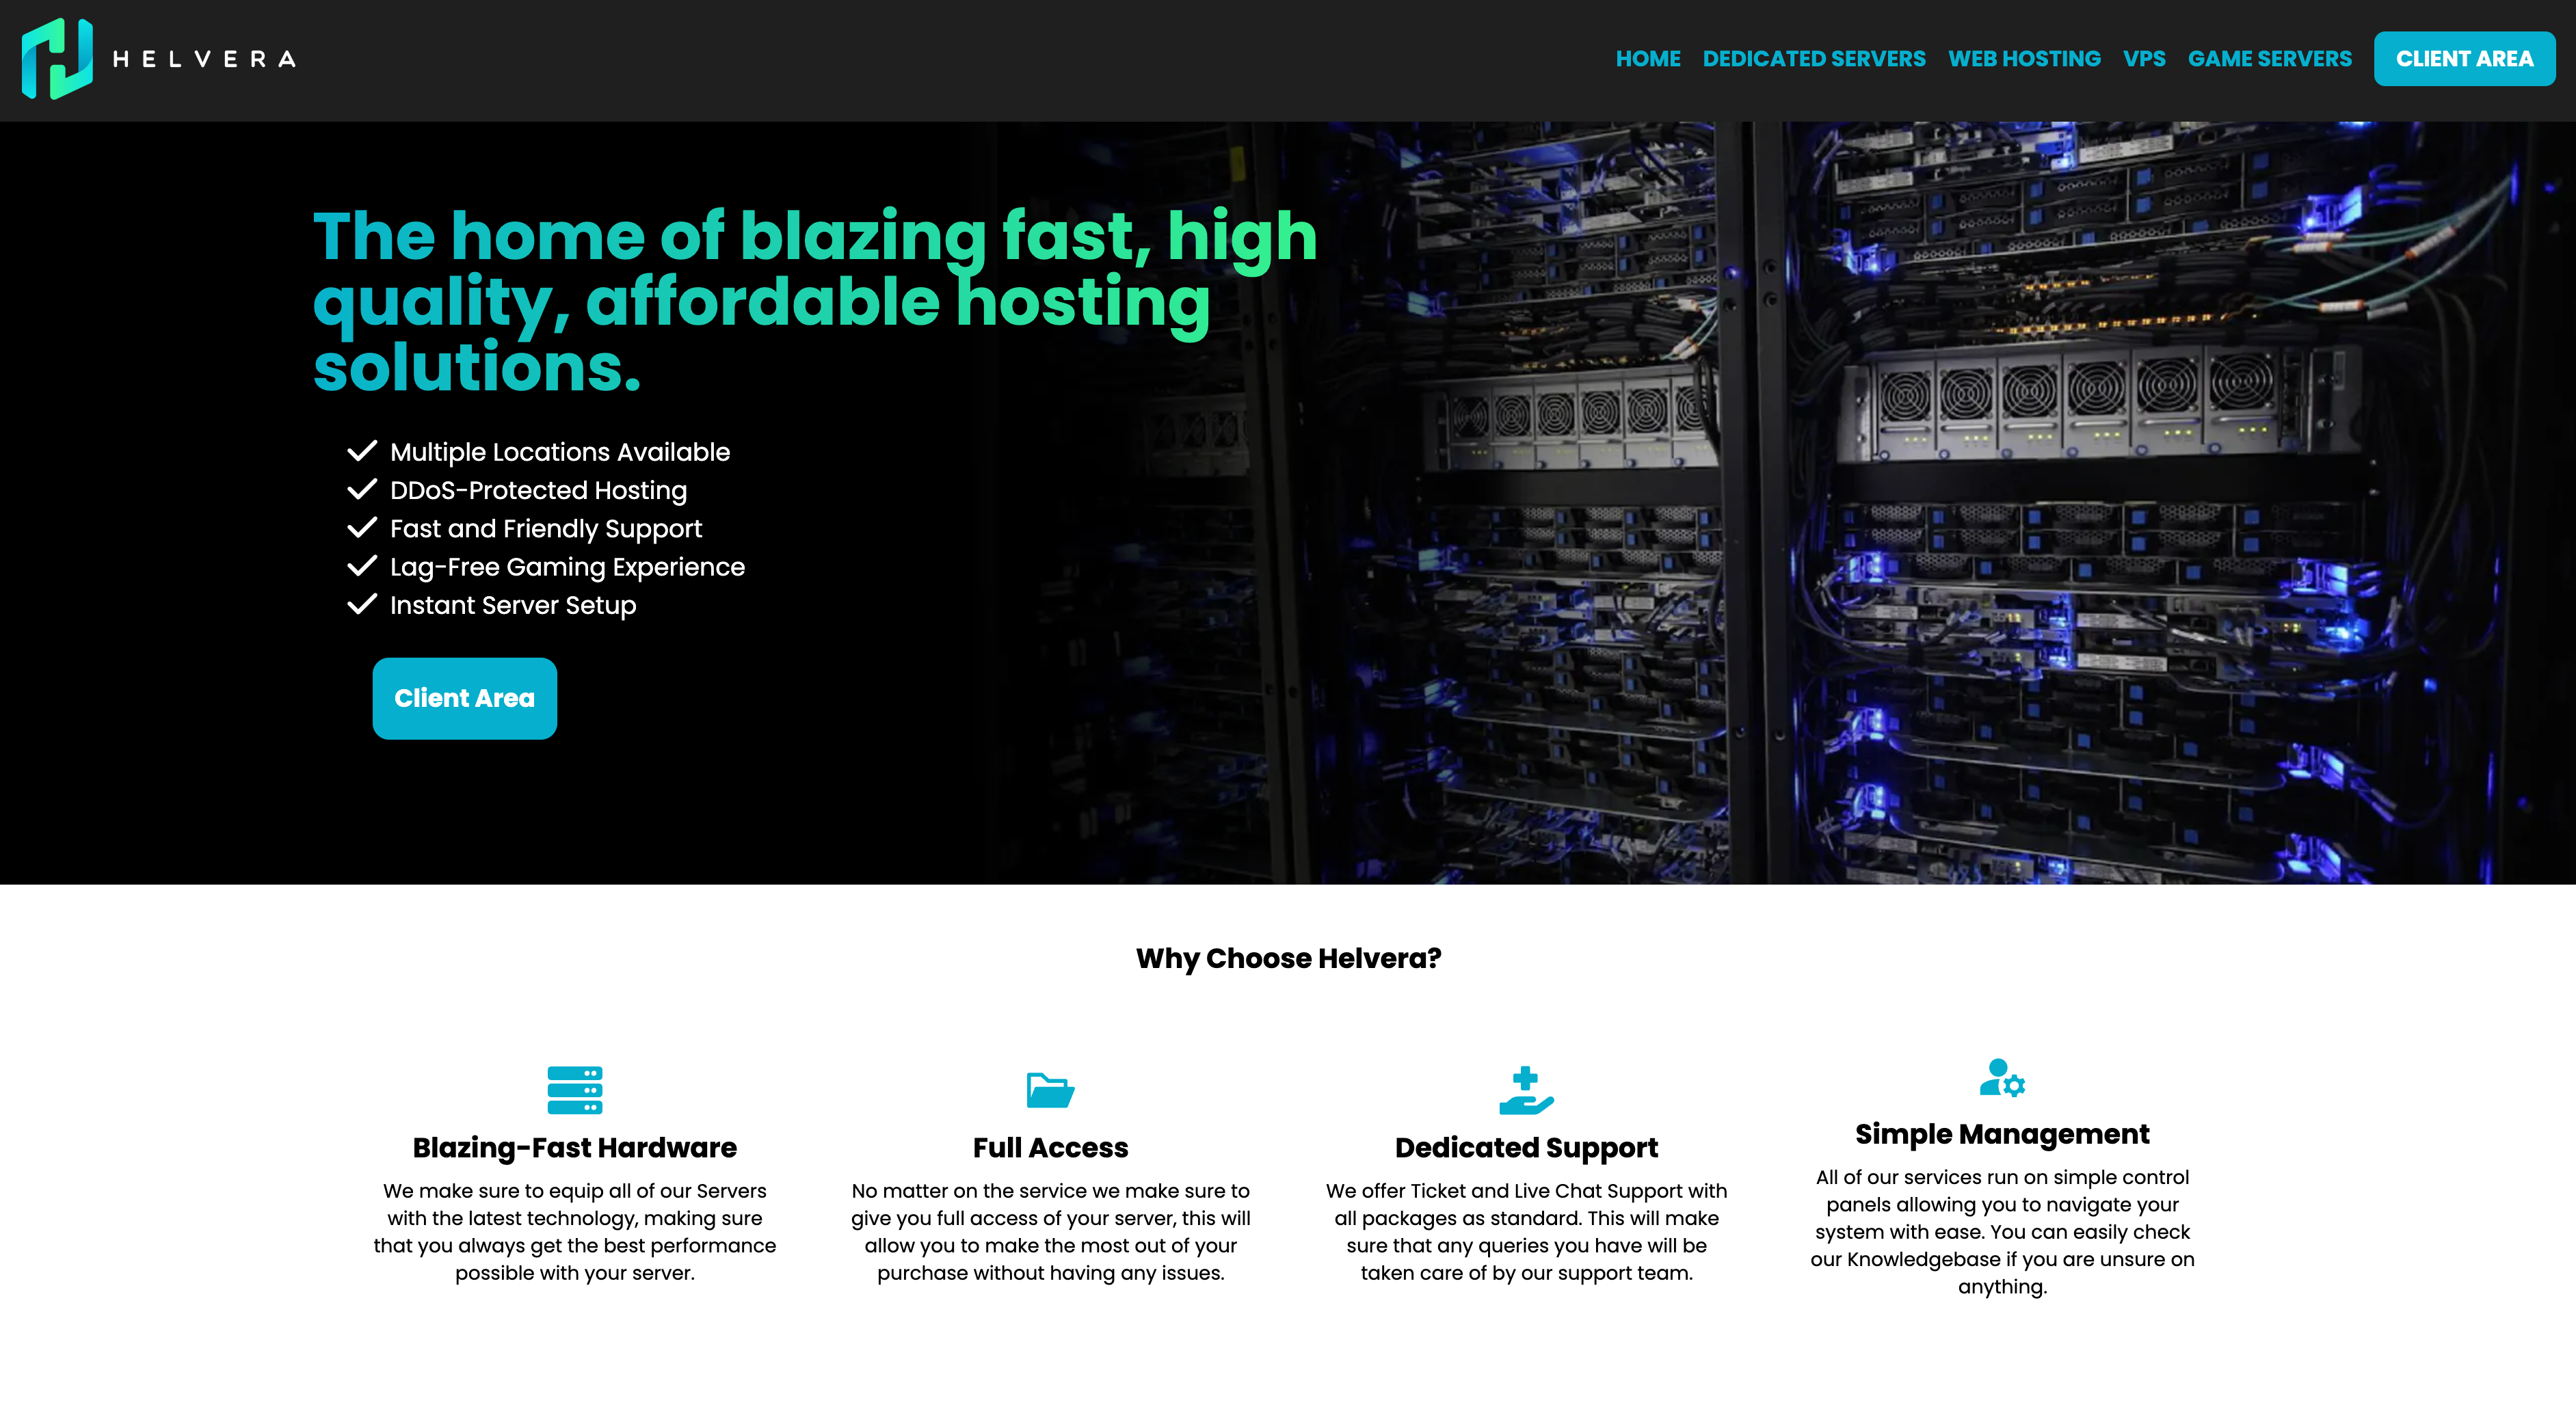 HELVERA
HOME DEDICATED SERVERS WEB HOSTING VPS GAME SERVERS CLIENT AREA
The home of blazing fast, high
quality, affordable hosting
solutions.
Multiple Locations Available
DDoS-Protected Hosting
Fast and Friendly Support
Lag-Free Gaming Experience
Instant Server Setup
Client Area
Why Choose Helvera?
Blazing-Fast Hardware
We make sure to equip all of our Servers
with the latest technology, making sure
that you always get the best performance
possible with your server.
Full Access
No matter on the service we make sure to
give you full access of your server, this will
allow you to make the most out of your
purchase without having any issues.
Dedicated Support
We offer Ticket and Live Chat Support with
all packages as standard. This will make
sure that any queries you have will be
taken care of by our support team.
Simple Management
All of our services run on simple control
panels allowing you to navigate your
system with ease. You can easily check
our Knowledgebase if you are unsure on
anything.